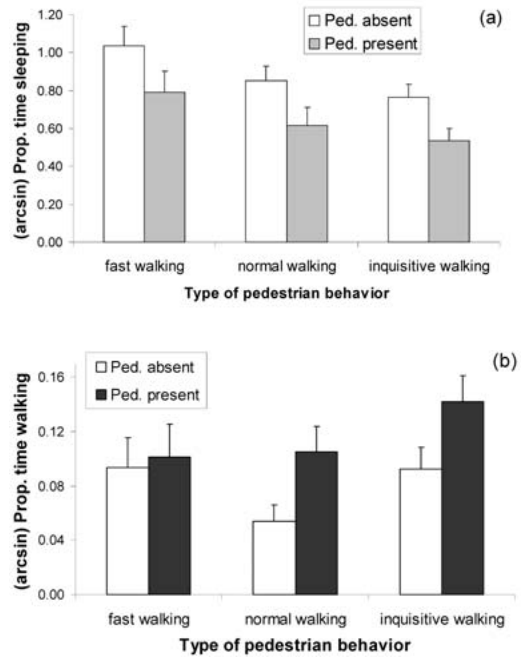 (a)
Ped. absent
Ped. present
(arcsin) Prop. time sleeping
1.20
1.00
0.80
0.60
0.40
0.20
0.00
fast walking normal walking inquisitive walking
Type of pedestrian behavior
(b)
Ped. absent
Ped. present
(arcsin) Prop. time walking
0.16
0.12
0.08
0.04
0.00
fast walking normal walking inquisitive walking
Type of pedestrian behavior